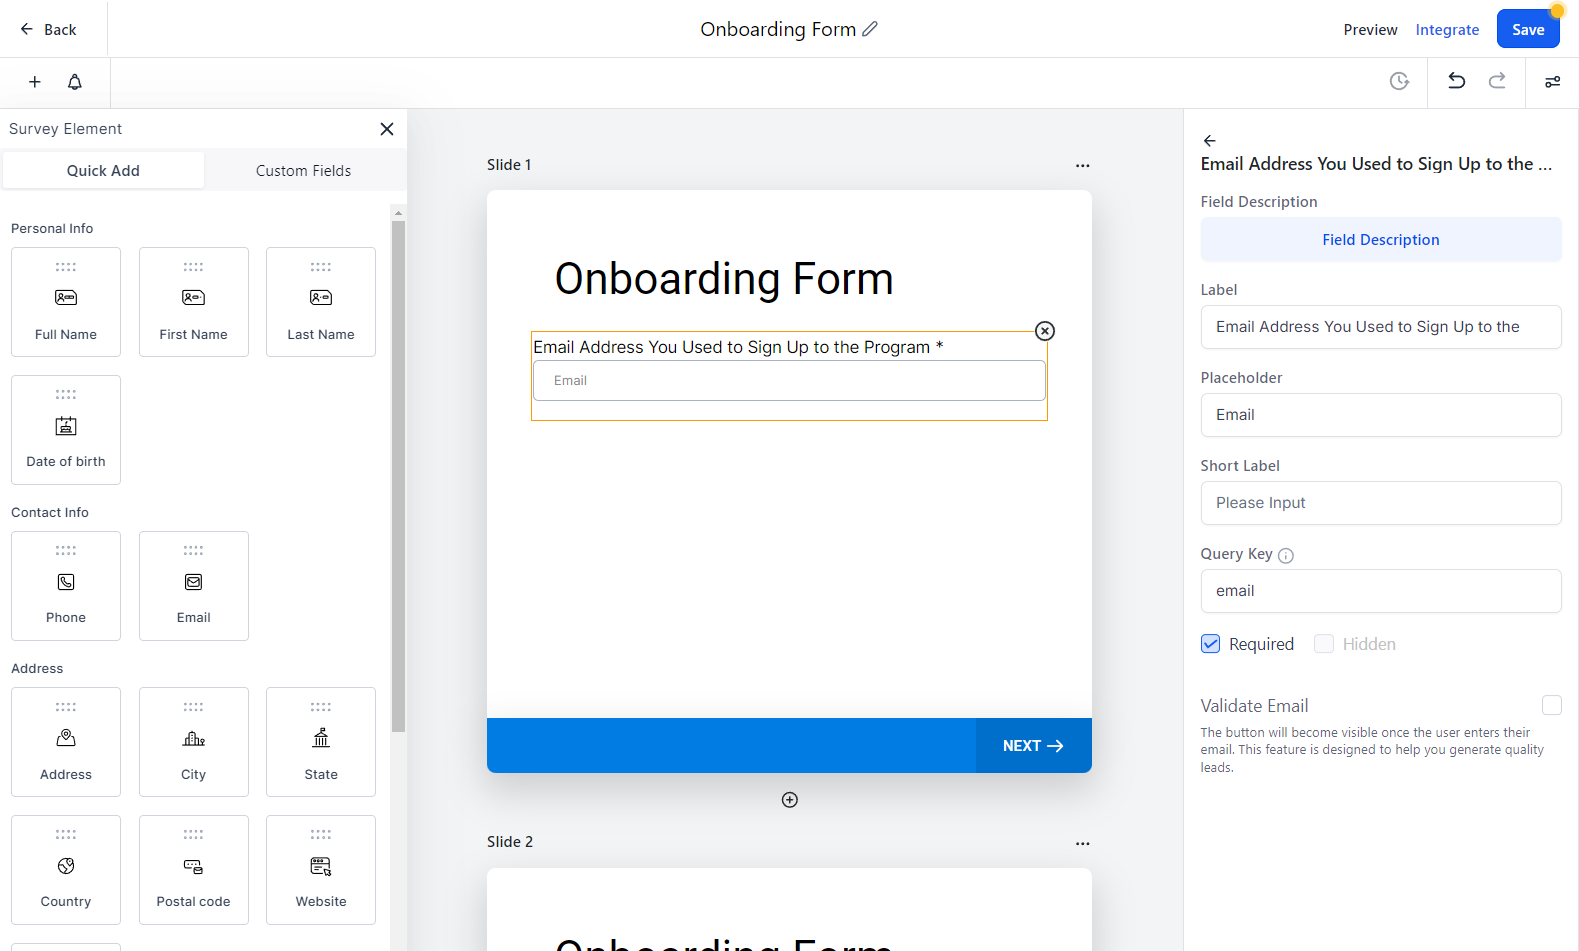 Back
Onboarding Form
Preview
Integrate
Save
Survey Element
Quick Add
Custom Fields
Personal Info
Full Name
First Name
Last Name
Date of birth
Contact Info
Phone
Email
Address
Address
City
State
Country
Postal code
Website
Slide 1
Onboarding Form
Email Address You Used to Sign Up to the Program *
Email
NEXT
Slide 2
Onboarding Form
Email Address You Used to Sign Up to the ...
Field Description
Field Description
Label
Email Address You Used to Sign Up to the
Placeholder
Email
Short Label
Please Input
Query Key
email
Required
Hidden
Validate Email
The button will become visible once the user enters their
email. This feature is designed to help you generate quality
leads.